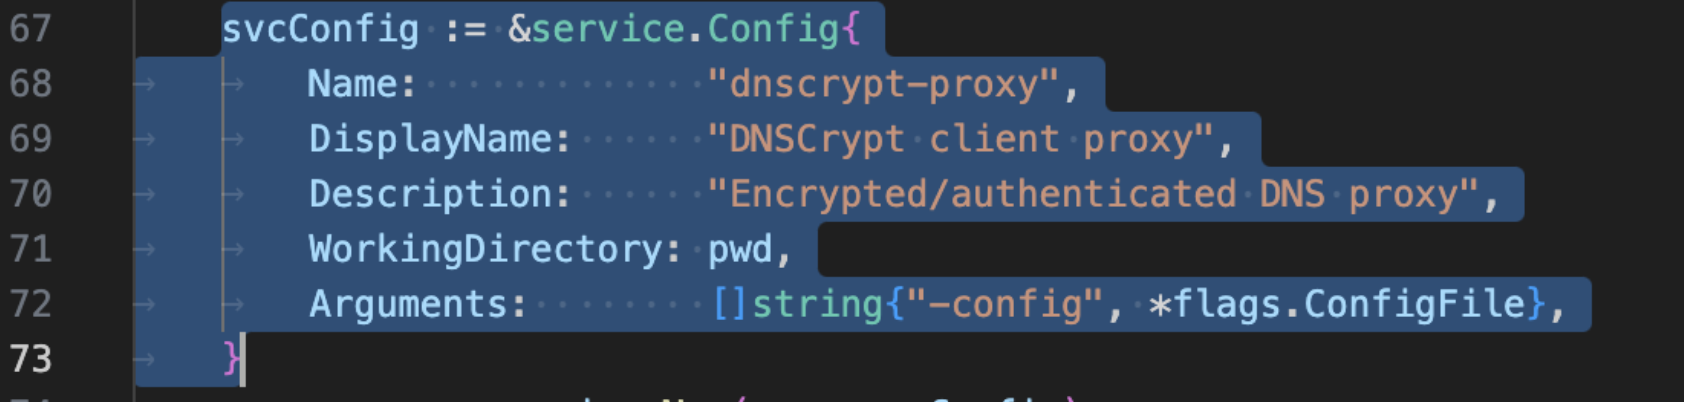 67 svcConfig := &service.Config{
68 Name:             "dnscrypt-proxy",
69 DisplayName:      "DNSCrypt client proxy",
70 Description:      "Encrypted/authenticated DNS proxy",
71 WorkingDirectory: pwd,
72 Arguments:        []string{"-config", *flags.ConfigFile},
73 }